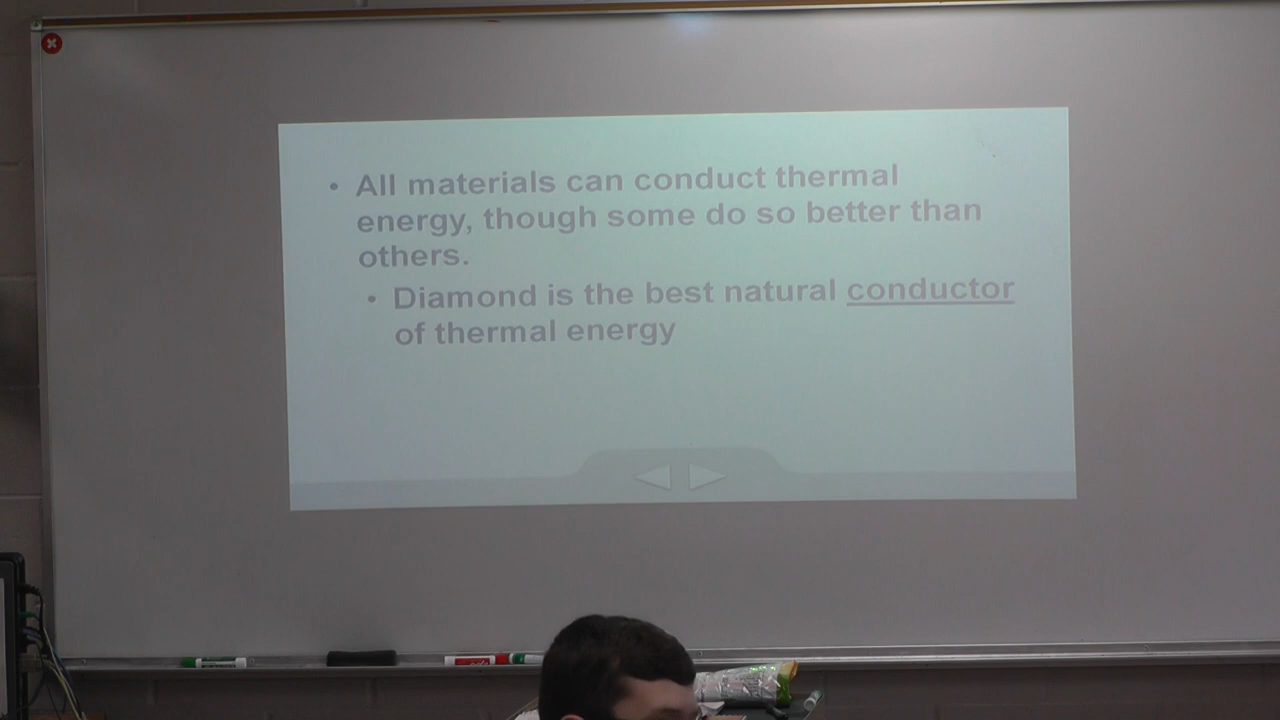 • All materials can conduct thermal
energy, though some do so better than
others.
• Diamond is the best natural conductor
of thermal energy